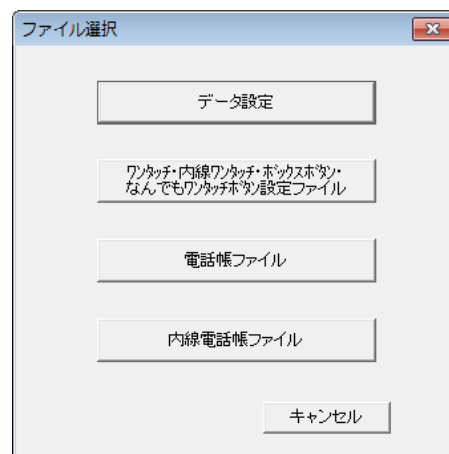 ファイル選択
データ設定
ワンタッチ・内線ワンタッチ・ボックスボタン・
なんでもワンタッチボタン設定ファイル
電話帳ファイル
内線電話帳ファイル
キャンセル